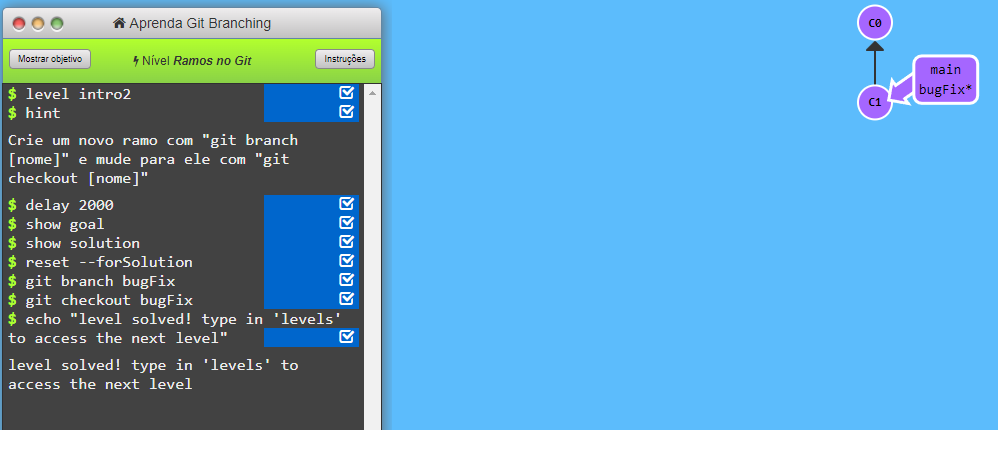 Aprenda Git Branching
Mostrar objetivo
Nível Ramos no Git
Instruções
$ level intro2
$ hint
Crie um novo ramo com "git branch
[nome]" e mude para ele com "git
checkout [nome]"
$ delay 2000
$ show goal
$ show solution
$ reset --forSolution
$ git branch bugFix
$ git checkout bugFix
$ echo "level solved! type in 'levels'
to access the next level"
level solved! type in 'levels' to
access the next level
C0
main
bugFix*
C1